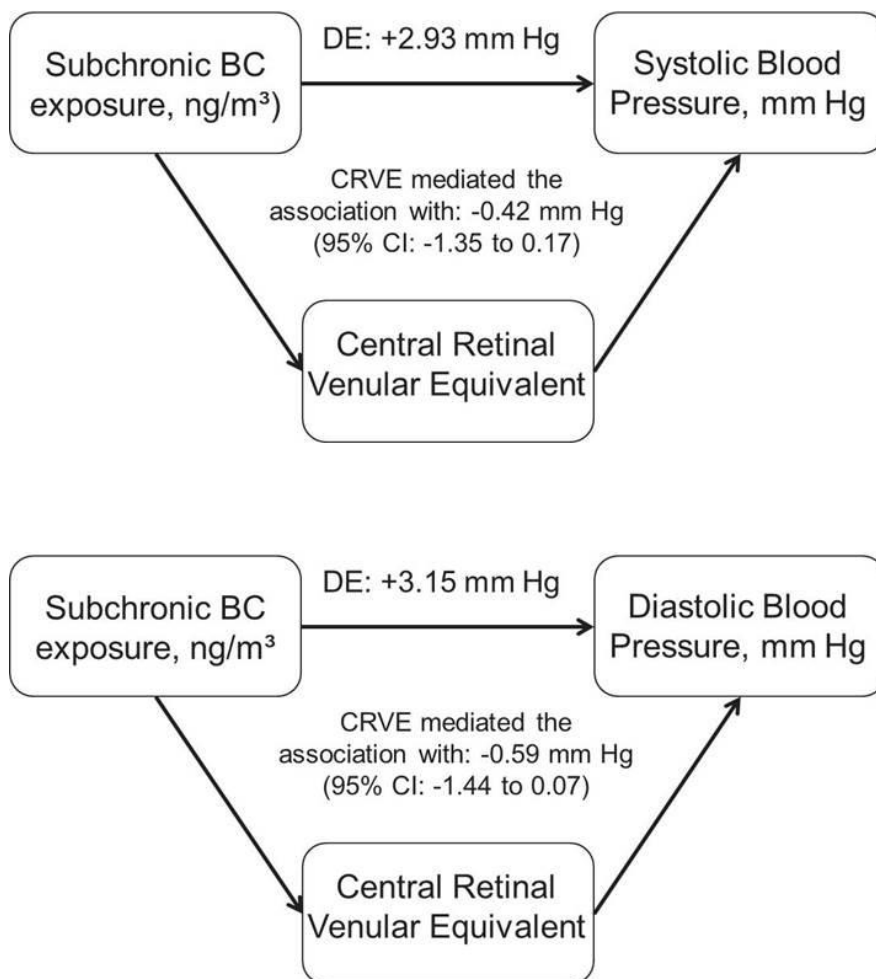 Subchronic BC
exposure, ng/m³)
DE: +2.93 mm Hg
Systolic Blood
Pressure, mm Hg
CRVE mediated the
association with: -0.42 mm Hg
(95% CI: -1.35 to 0.17)
Central Retinal
Venular Equivalent
Subchronic BC
exposure, ng/m³
DE: +3.15 mm Hg
Diastolic Blood
Pressure, mm Hg
CRVE mediated the
association with: -0.59 mm Hg
(95% CI: -1.44 to 0.07)
Central Retinal
Venular Equivalent